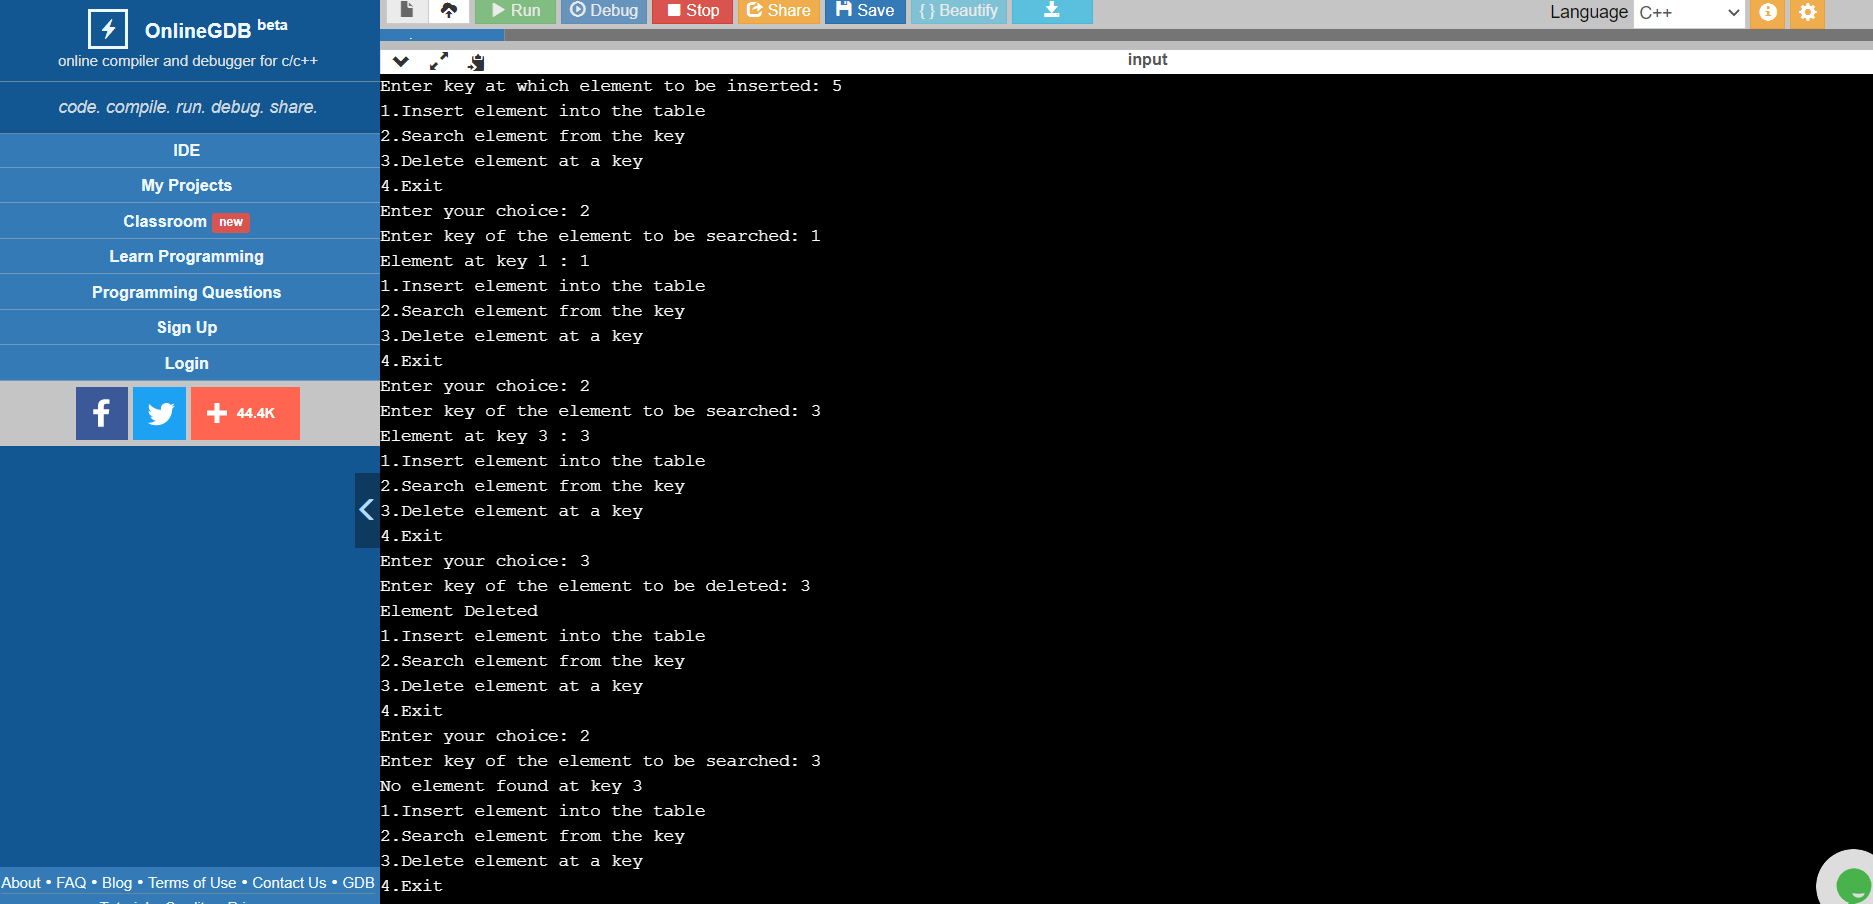 OnlineGDB beta
online compiler and debugger for c/c++
code. compile. run. debug. share.
IDE
My Projects
Classroom new
Learn Programming
Programming Questions
Sign Up
Login
44.4K
About • FAQ • Blog • Terms of Use • Contact Us • GDB
Run Debug Stop Share Save { } Beautify
Language C++
input
Enter key at which element to be inserted: 5
1.Insert element into the table
2.Search element from the key
3.Delete element at a key
4.Exit
Enter your choice: 2
Enter key of the element to be searched: 1
Element at key 1 : 1
1.Insert element into the table
2.Search element from the key
3.Delete element at a key
4.Exit
Enter your choice: 2
Enter key of the element to be searched: 3
Element at key 3 : 3
1.Insert element into the table
2.Search element from the key
3.Delete element at a key
4.Exit
Enter your choice: 3
Enter key of the element to be deleted: 3
Element Deleted
1.Insert element into the table
2.Search element from the key
3.Delete element at a key
4.Exit
Enter your choice: 2
Enter key of the element to be searched: 3
No element found at key 3
1.Insert element into the table
2.Search element from the key
3.Delete element at a key
4.Exit